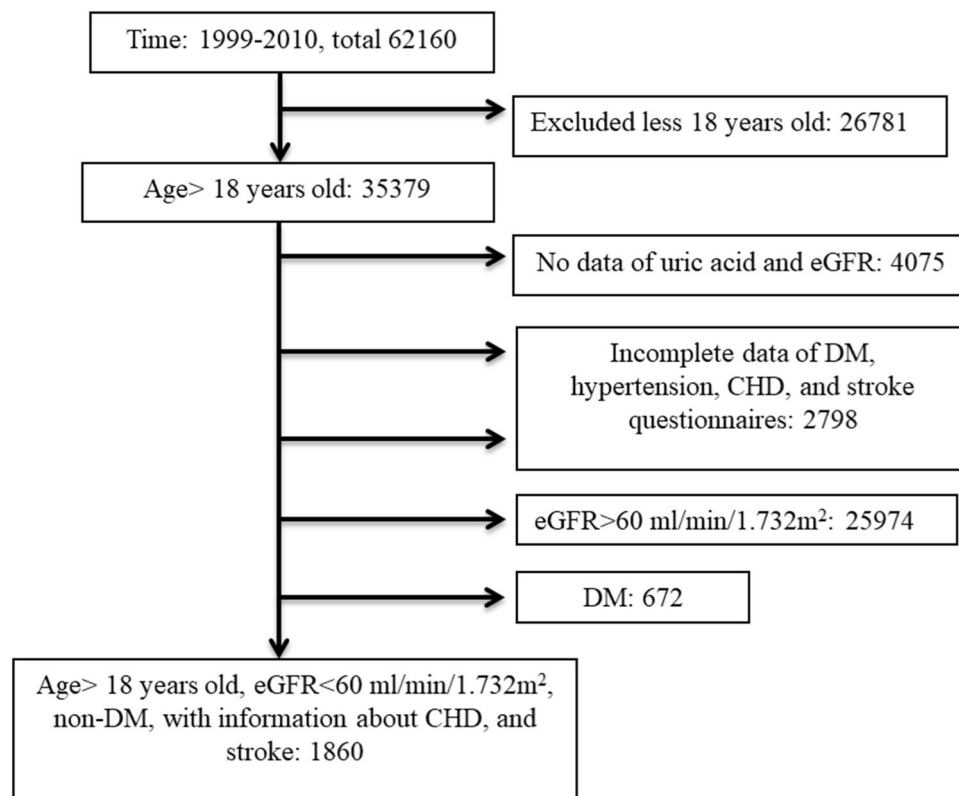 Time: 1999-2010, total 62160
Excluded less 18 years old: 26781
Age> 18 years old: 35379
No data of uric acid and eGFR: 4075
Incomplete data of DM,
hypertension, CHD, and stroke
questionnaires: 2798
eGFR>60 ml/min/1.732m²: 25974
DM: 672
Age> 18 years old, eGFR<60 ml/min/1.732m²,
non-DM, with information about CHD, and
stroke: 1860